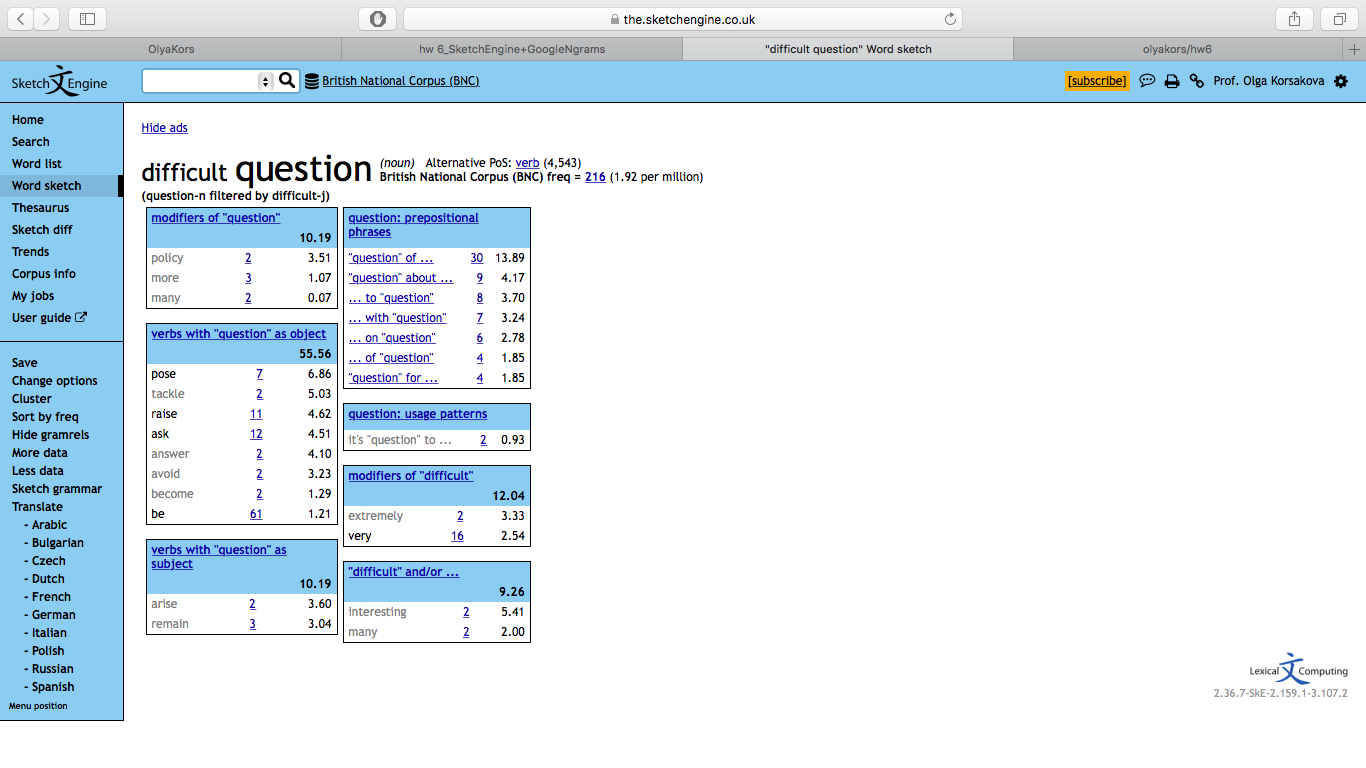 the.sketchengine.co.uk
OlyaKors
hw 6_SketchEngine+GoogleNgrams
"difficult question" Word sketch
olyakors/hw6
Sketch 文 Engine
British National Corpus (BNC)
[subscribe]
Prof. Olga Korsakova
Home
Search
Word list
Word sketch
Thesaurus
Sketch diff
Trends
Corpus info
My jobs
User guide
Save
Change options
Cluster
Sort by freq
Hide gramrels
More data
Less data
Sketch grammar
Translate
- Arabic
- Bulgarian
- Czech
- Dutch
- French
- German
- Italian
- Polish
- Russian
- Spanish
Menu position
Hide ads
difficult question (noun) Alternative PoS: verb (4,543)
British National Corpus (BNC) freq = 216 (1.92 per million)
(question-n filtered by difficult-j)
modifiers of "question"
10.19
policy 2 3.51
more 3 1.07
many 2 0.07
verbs with "question" as object
55.56
pose 7 6.86
tackle 2 5.03
raise 11 4.62
ask 12 4.51
answer 2 4.10
avoid 2 3.23
become 2 1.29
be 61 1.21
verbs with "question" as
subject
10.19
arise 2 3.60
remain 3 3.04
question: prepositional
phrases
"question" of ... 30 13.89
"question" about ... 9 4.17
... to "question" 8 3.70
... with "question" 7 3.24
... on "question" 6 2.78
... of "question" 4 1.85
"question" for ... 4 1.85
question: usage patterns
it's "question" to ... 2 0.93
modifiers of "difficult"
12.04
extremely 2 3.33
very 16 2.54
"difficult" and/or ...
9.26
interesting 2 5.41
many 2 2.00
Lexical 文 Computing
2.36.7-SkE-2.159.1-3.107.2